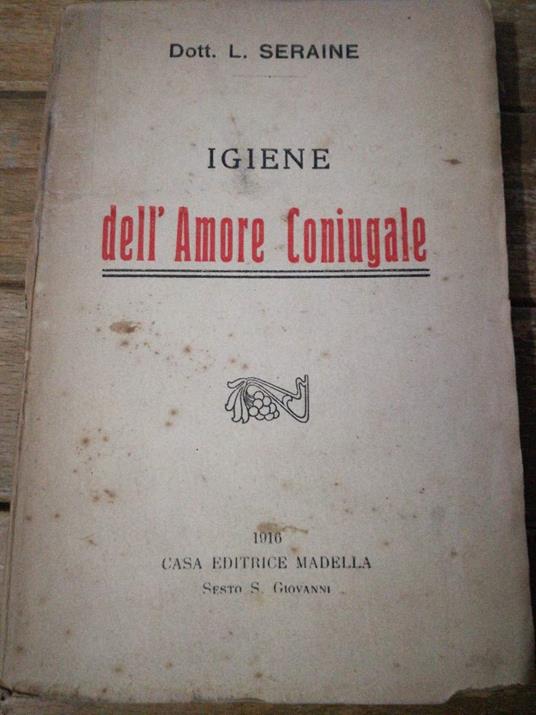 Dott. L. SERAINE
IGIENE
dell' Amore Coniugale
1916
CASA EDITRICE MADELLA
SESTO S. GIOVANNI